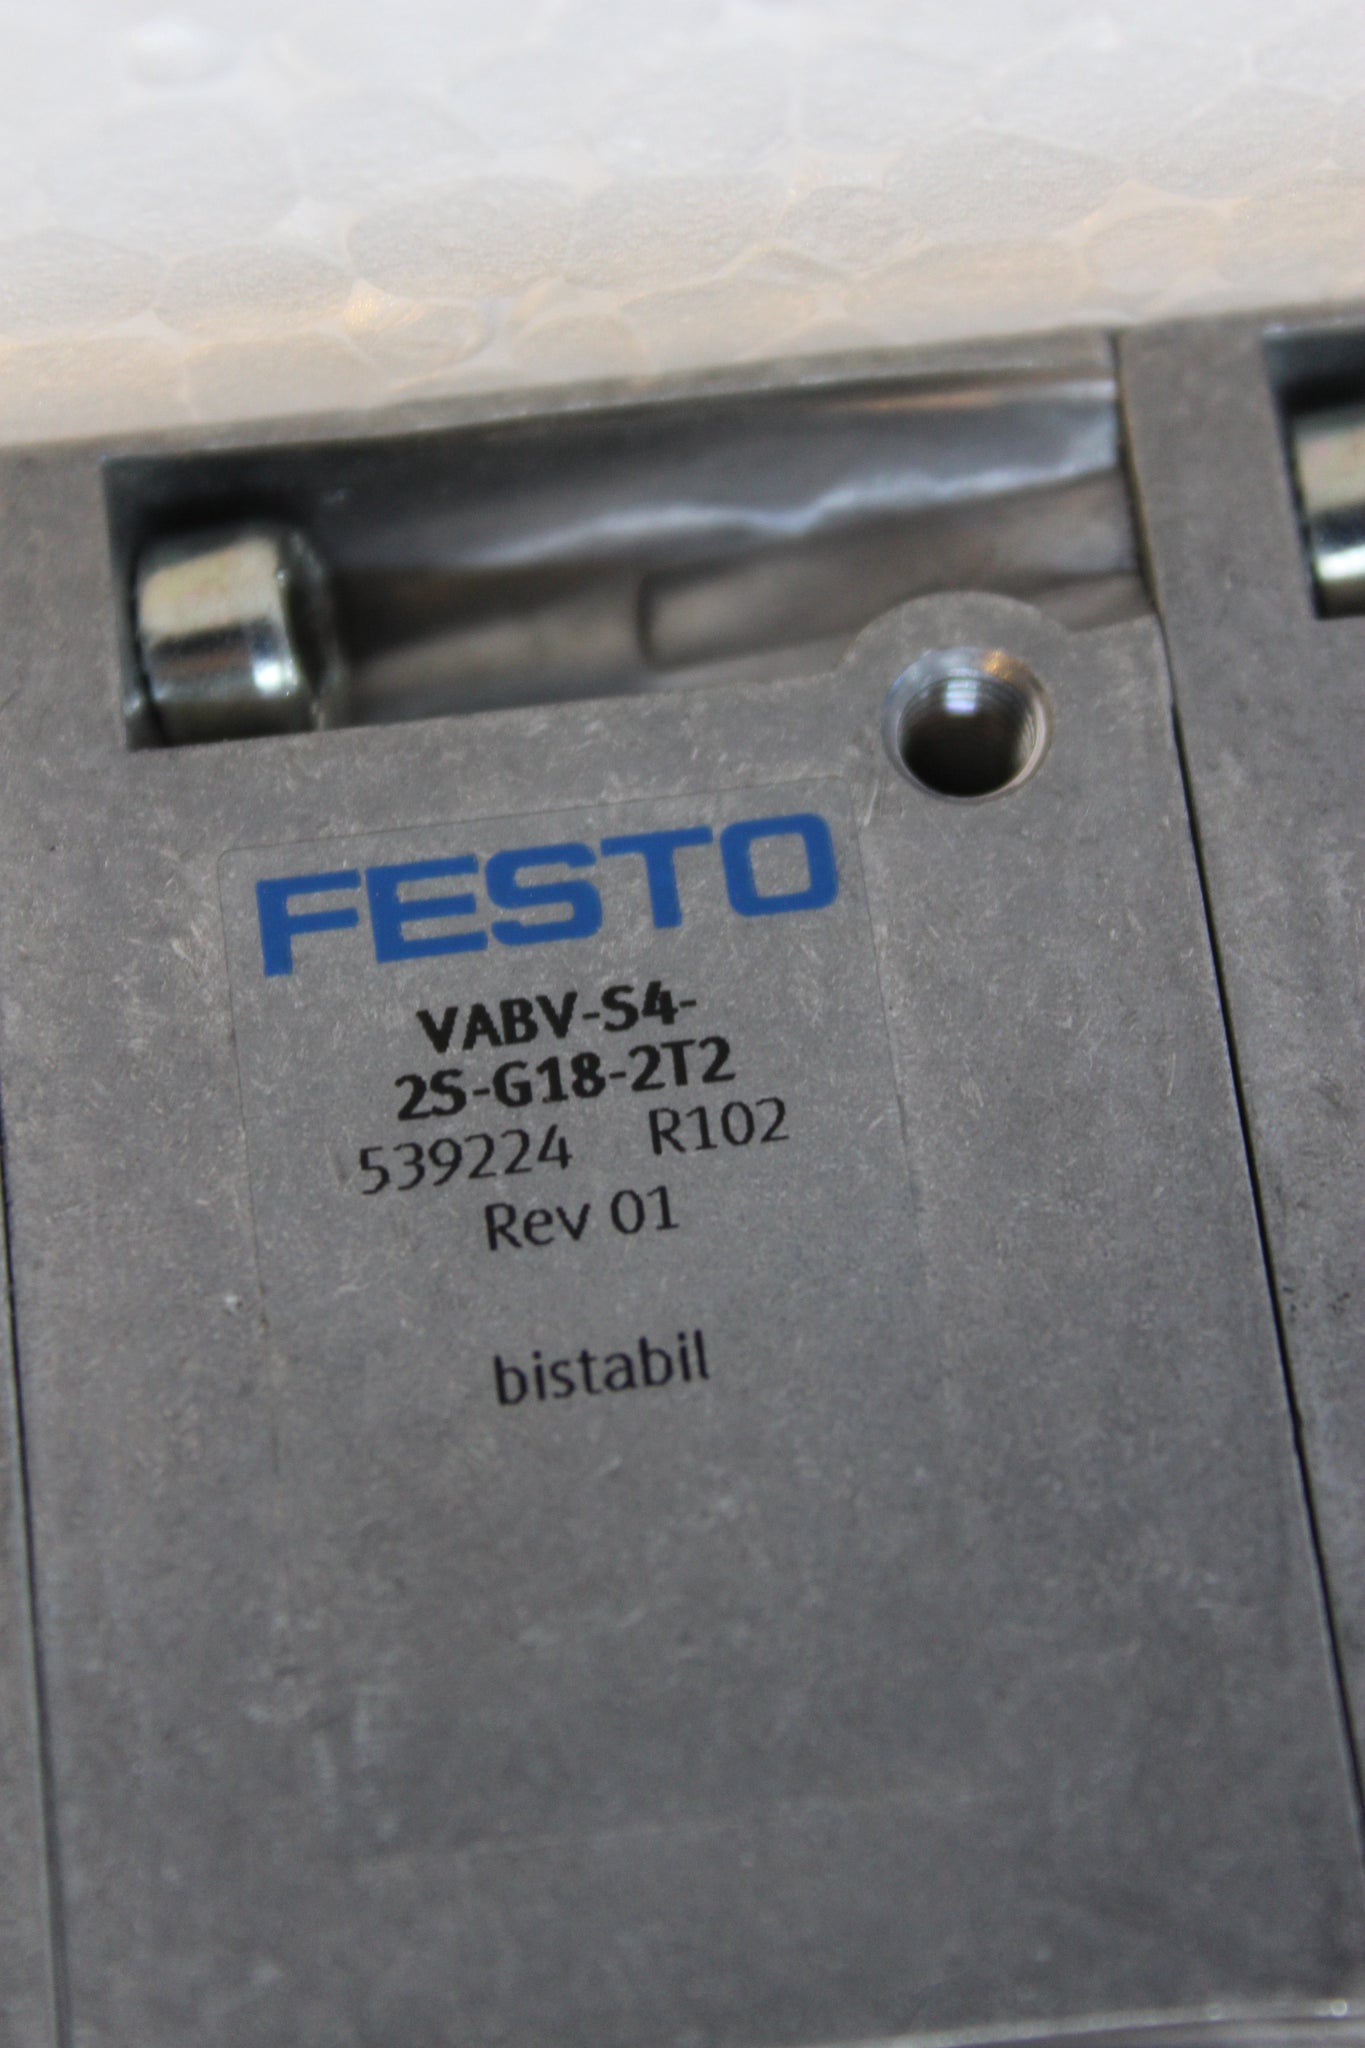 FESTO
VABV-S4-
2S-G18-2T2
539224 R102
Rev 01
bistabil